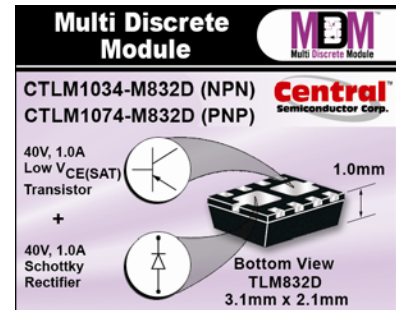 Multi Discrete
Module
MDM
Multi Discrete Module
CTLM1034-M832D (NPN)
CTLM1074-M832D (PNP)
Central
Semiconductor Corp.
40V, 1.0A
Low VCE(SAT)
Transistor
+
40V, 1.0A
Schottky
Rectifier
1.0mm
Bottom View
TLM832D
3.1mm x 2.1mm